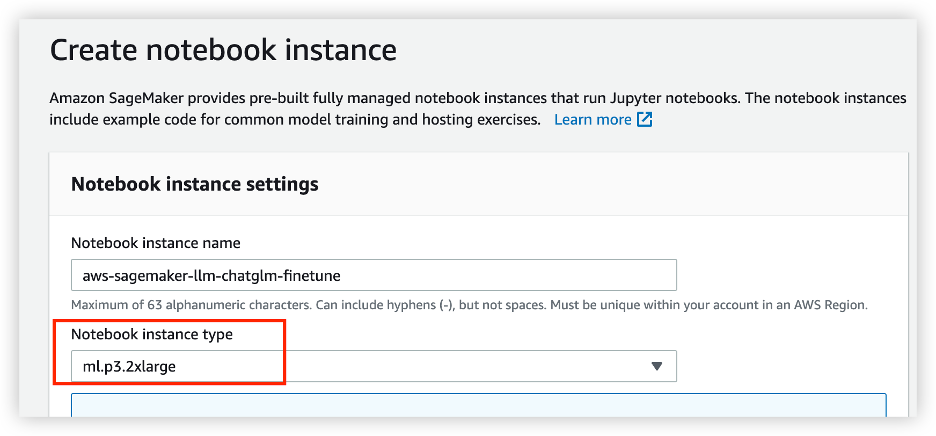 Create notebook instance
Amazon SageMaker provides pre-built fully managed notebook instances that run Jupyter notebooks. The notebook instances
include example code for common model training and hosting exercises. Learn more
Notebook instance settings
Notebook instance name
aws-sagemaker-llm-chatglm-finetune
Maximum of 63 alphanumeric characters. Can include hyphens (-), but not spaces. Must be unique within your account in an AWS Region.
Notebook instance type
ml.p3.2xlarge